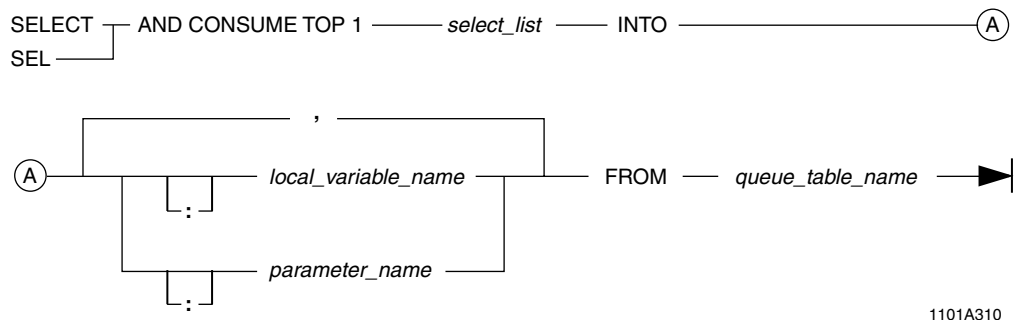 SELECT AND CONSUME TOP 1 select_list INTO A
SEL
,
A local_variable_name FROM queue_table_name
:
parameter_name
:
1101A310